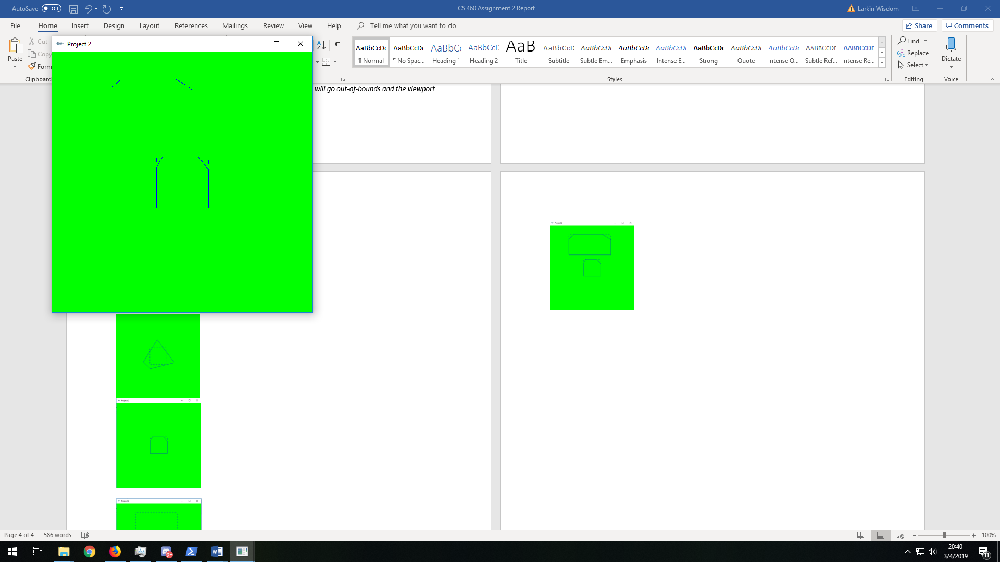 AutoSave Off
CS 460 Assignment 2 Report
Larkin Wisdom
File Home Insert Design Layout References Mailings Review View Help Tell me what you want to do
Share Comments
Paste
Cut
Copy
Form
Clipboard
Project 2
AaBbCcDc AaBbCcDc AaBbCc AaBbCcD AaB AaBbCcD AaBbCcDc AaBbCcDc AaBbCcDc AaBbCcDc AaBbCcDc AaBbCcDc AaBbCcDd AaBbCcDd
¶ Normal ¶ No Spac... Heading 1 Heading 2 Title Subtitle Subtle Em... Emphasis Intense E... Strong Quote Intense Q... Subtle Ref... Intense Re...
Styles
Find
Replace
Select
Editing
Dictate
Voice
will go out-of-bounds and the viewport
Project 2
Project 2
Project 2
Page 4 of 4 586 words
100%
9+
20:40
3/4/2019
11